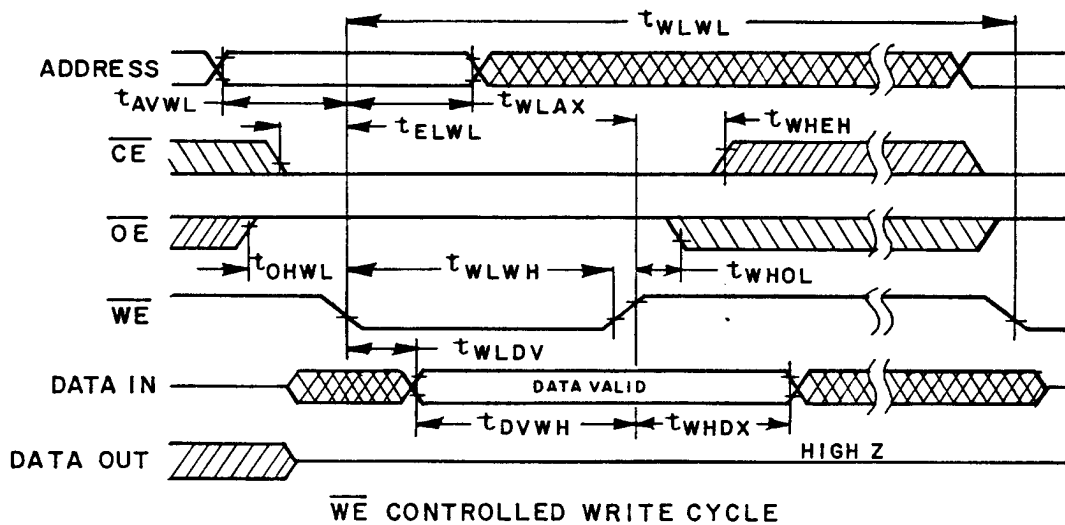 tWLWL
ADDRESS
tAVWL
tWLAX
tELWL
tWHEH
CE
OE
tOHWL
tWLWH
tWHOL
WE
tWLDV
DATA IN
DATA VALID
tDVWH
tWHDX
DATA OUT
HIGH Z
WE CONTROLLED WRITE CYCLE